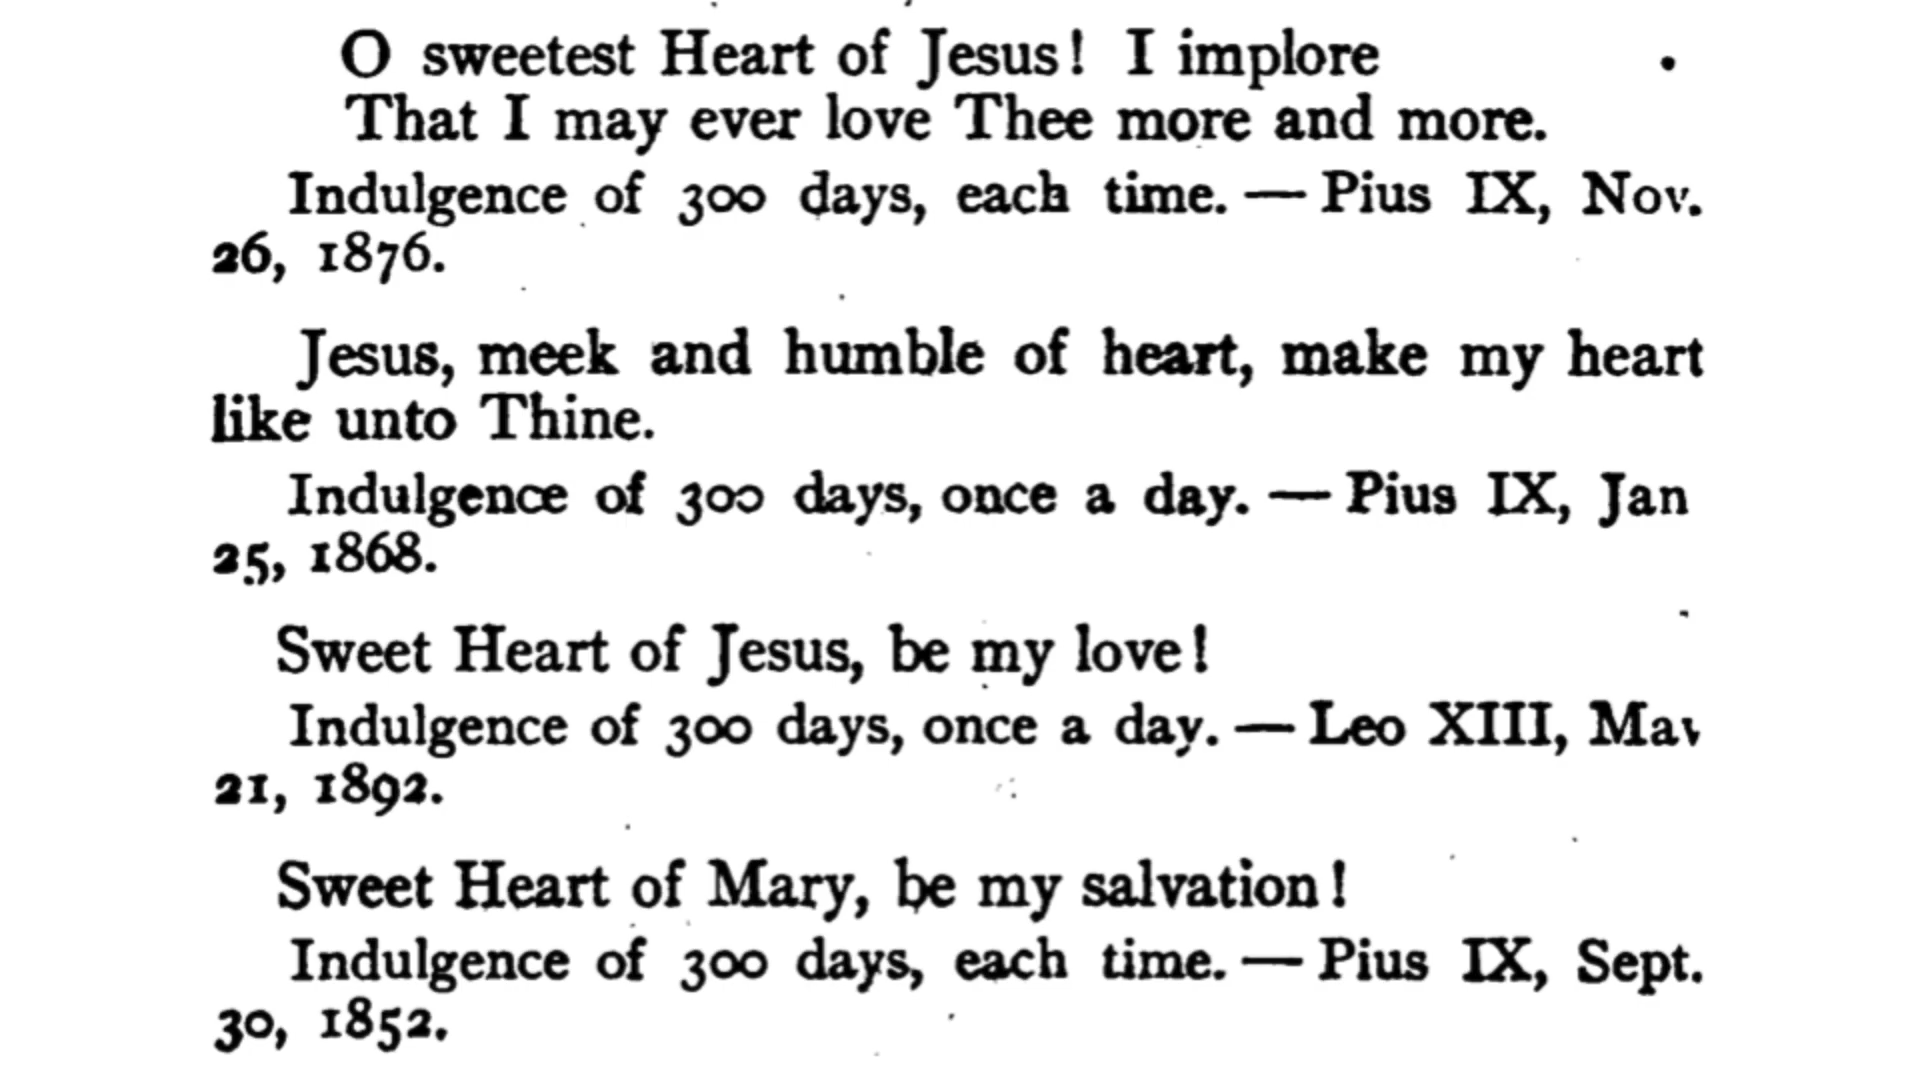 O sweetest Heart of Jesus! I implore
That I may ever love Thee more and more.
Indulgence of 300 days, each time. — Pius IX, Nov.
26, 1876.
Jesus, meek and humble of heart, make my heart
like unto Thine.
Indulgence of 300 days, once a day. — Pius IX, Jan
25, 1868.
Sweet Heart of Jesus, be my love!
Indulgence of 300 days, once a day. — Leo XIII, May
21, 1892.
Sweet Heart of Mary, be my salvation!
Indulgence of 300 days, each time. — Pius IX, Sept.
30, 1852.